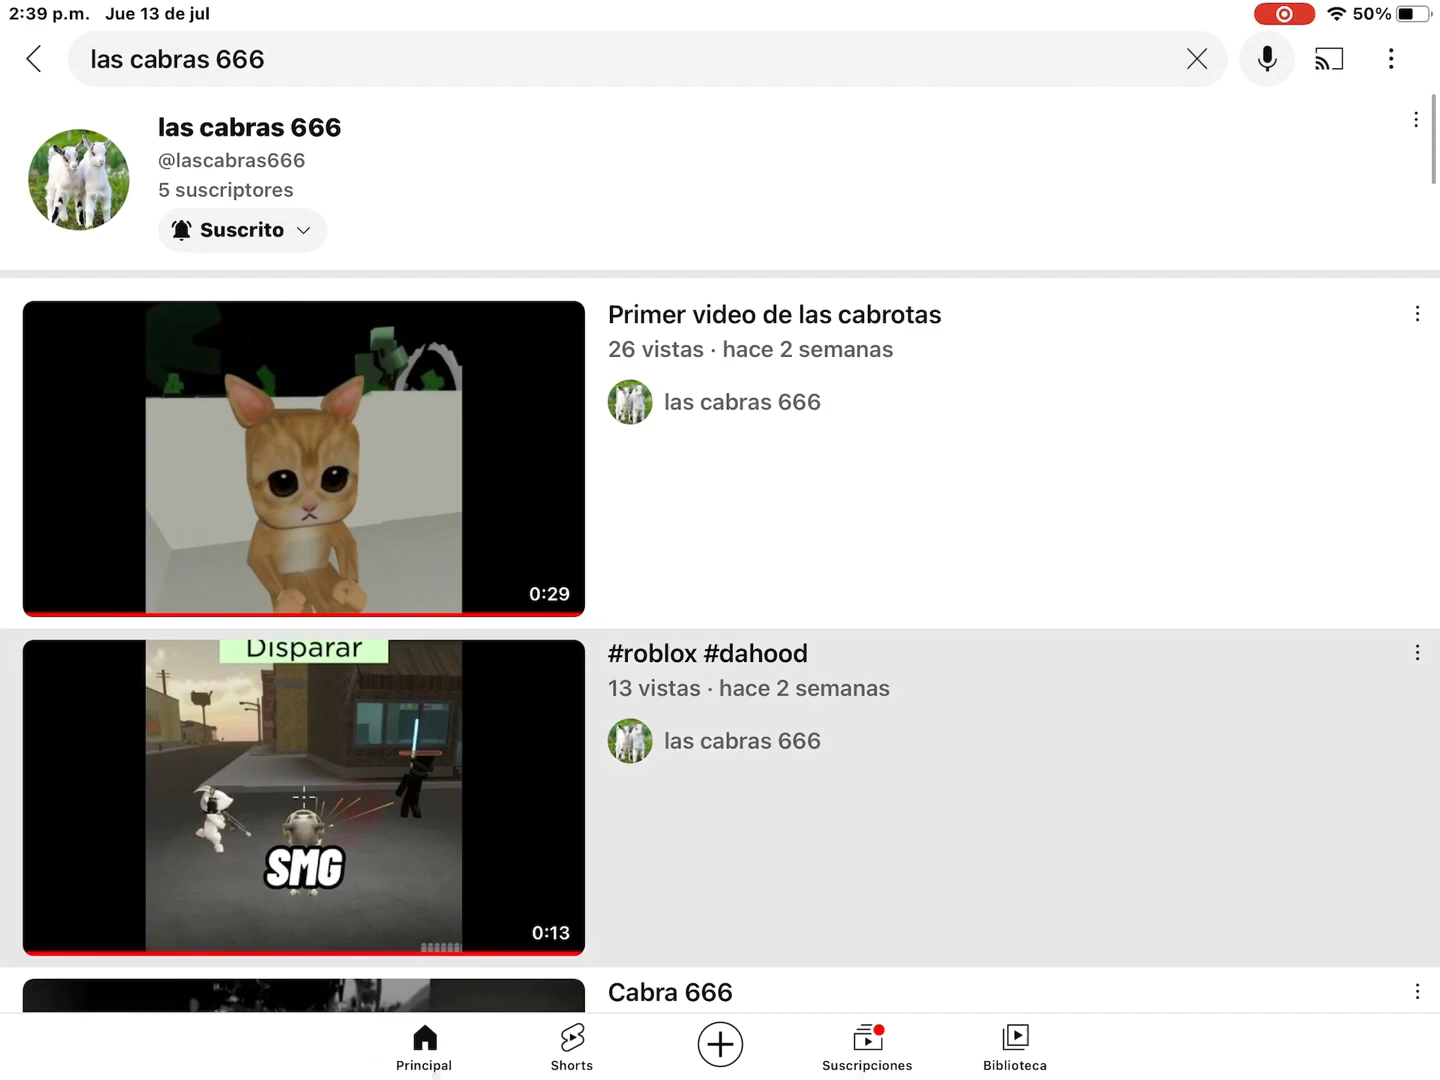 2:39 p.m. Jue 13 de jul
50%
las cabras 666
las cabras 666
@lascabras666
5 suscriptores
Suscrito
Primer video de las cabrotas
26 vistas · hace 2 semanas
las cabras 666
0:29
Disparar
SMG
0:13
#roblox #dahood
13 vistas · hace 2 semanas
las cabras 666
Cabra 666
Principal
Shorts
Suscripciones
Biblioteca